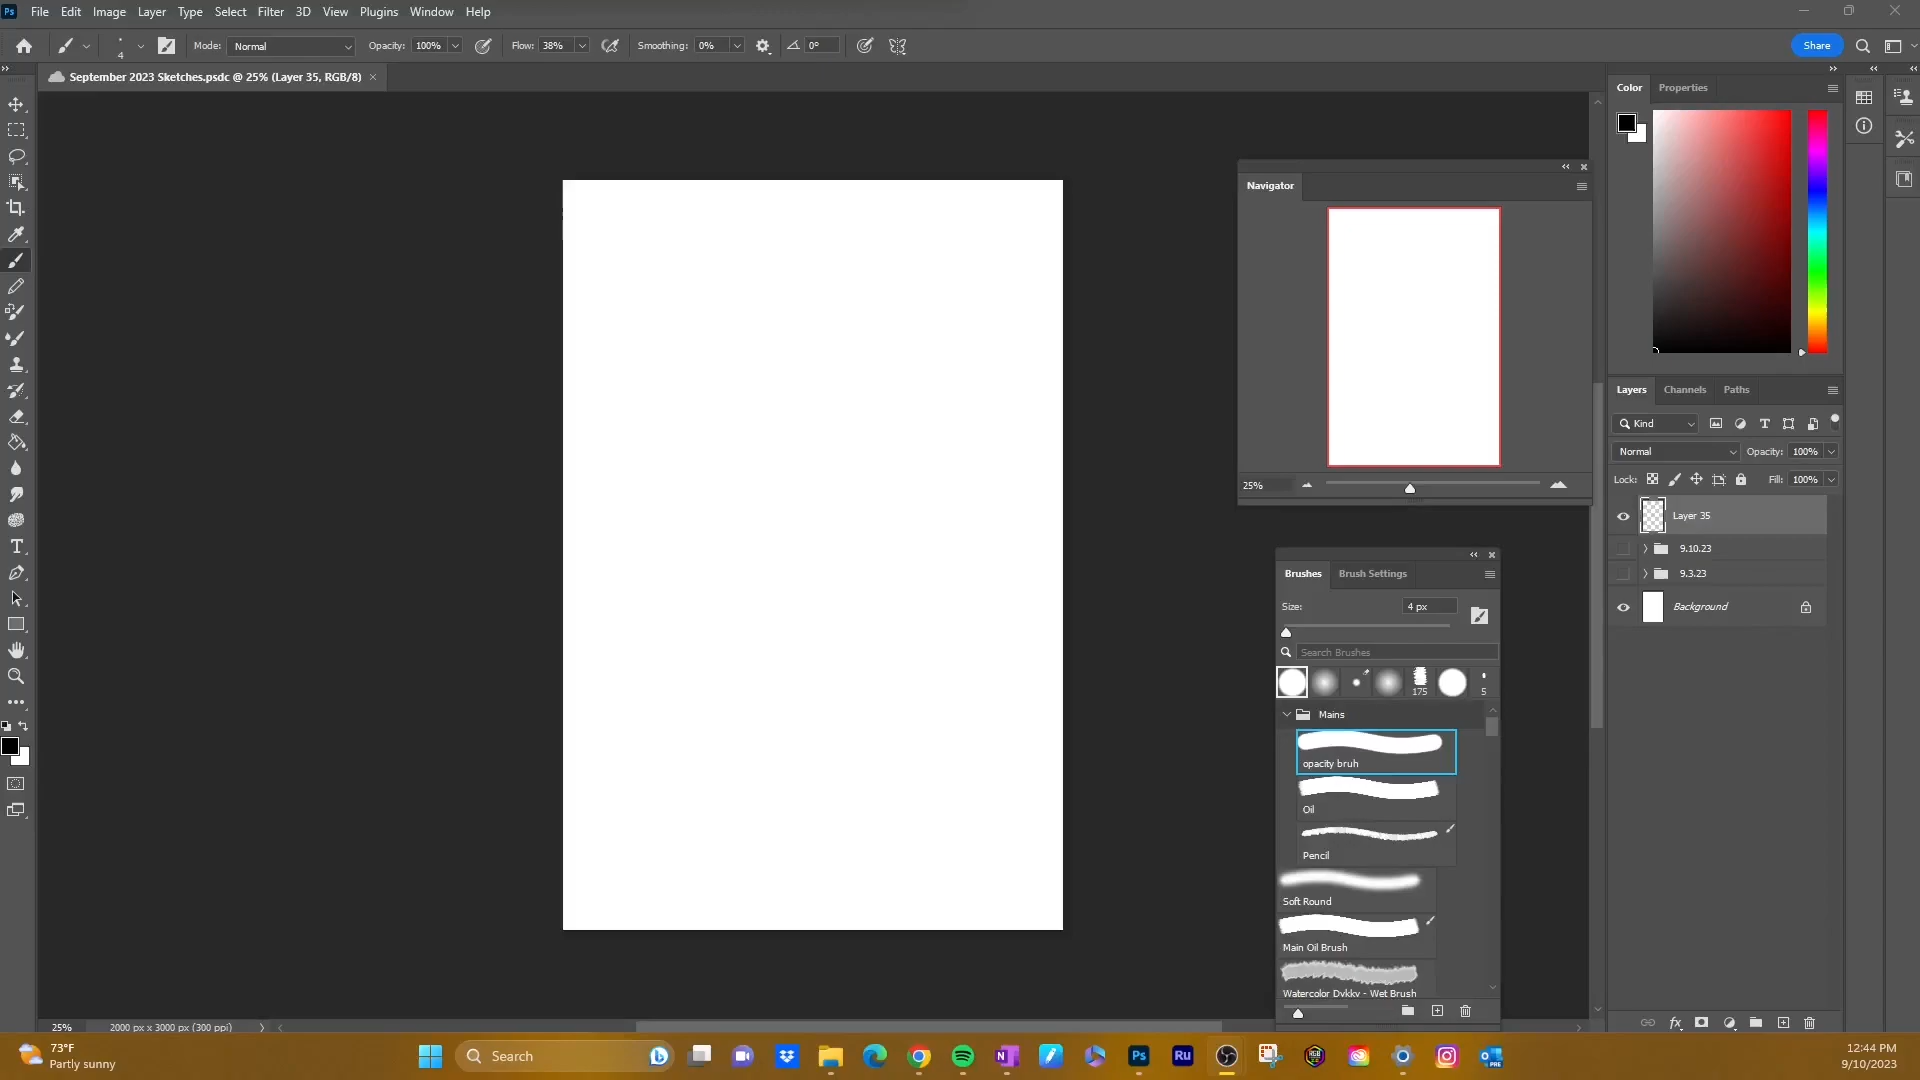 Ps File Edit Image Layer Type Select Filter 3D View Plugins Window Help
4 Mode: Normal Opacity: 100% Flow: 38% Smoothing: 0% 0° Share
September 2023 Sketches.psdc @ 25% (Layer 35, RGB/8)
Color Properties
Navigator
25%
Layers Channels Paths
Kind
Normal Opacity: 100%
Lock: Fill: 100%
Layer 35
9.10.23
9.3.23
Background
Brushes Brush Settings
Size: 4 px
Search Brushes
175 5
Mains
opacity bruh
Oil
Pencil
Soft Round
Main Oil Brush
Watercolor Dvkkv - Wet Brush
25% 2000 px x 3000 px (300 ppi)
73°F
Partly sunny
Search
Ps Ru
PRE
12:44 PM
9/10/2023